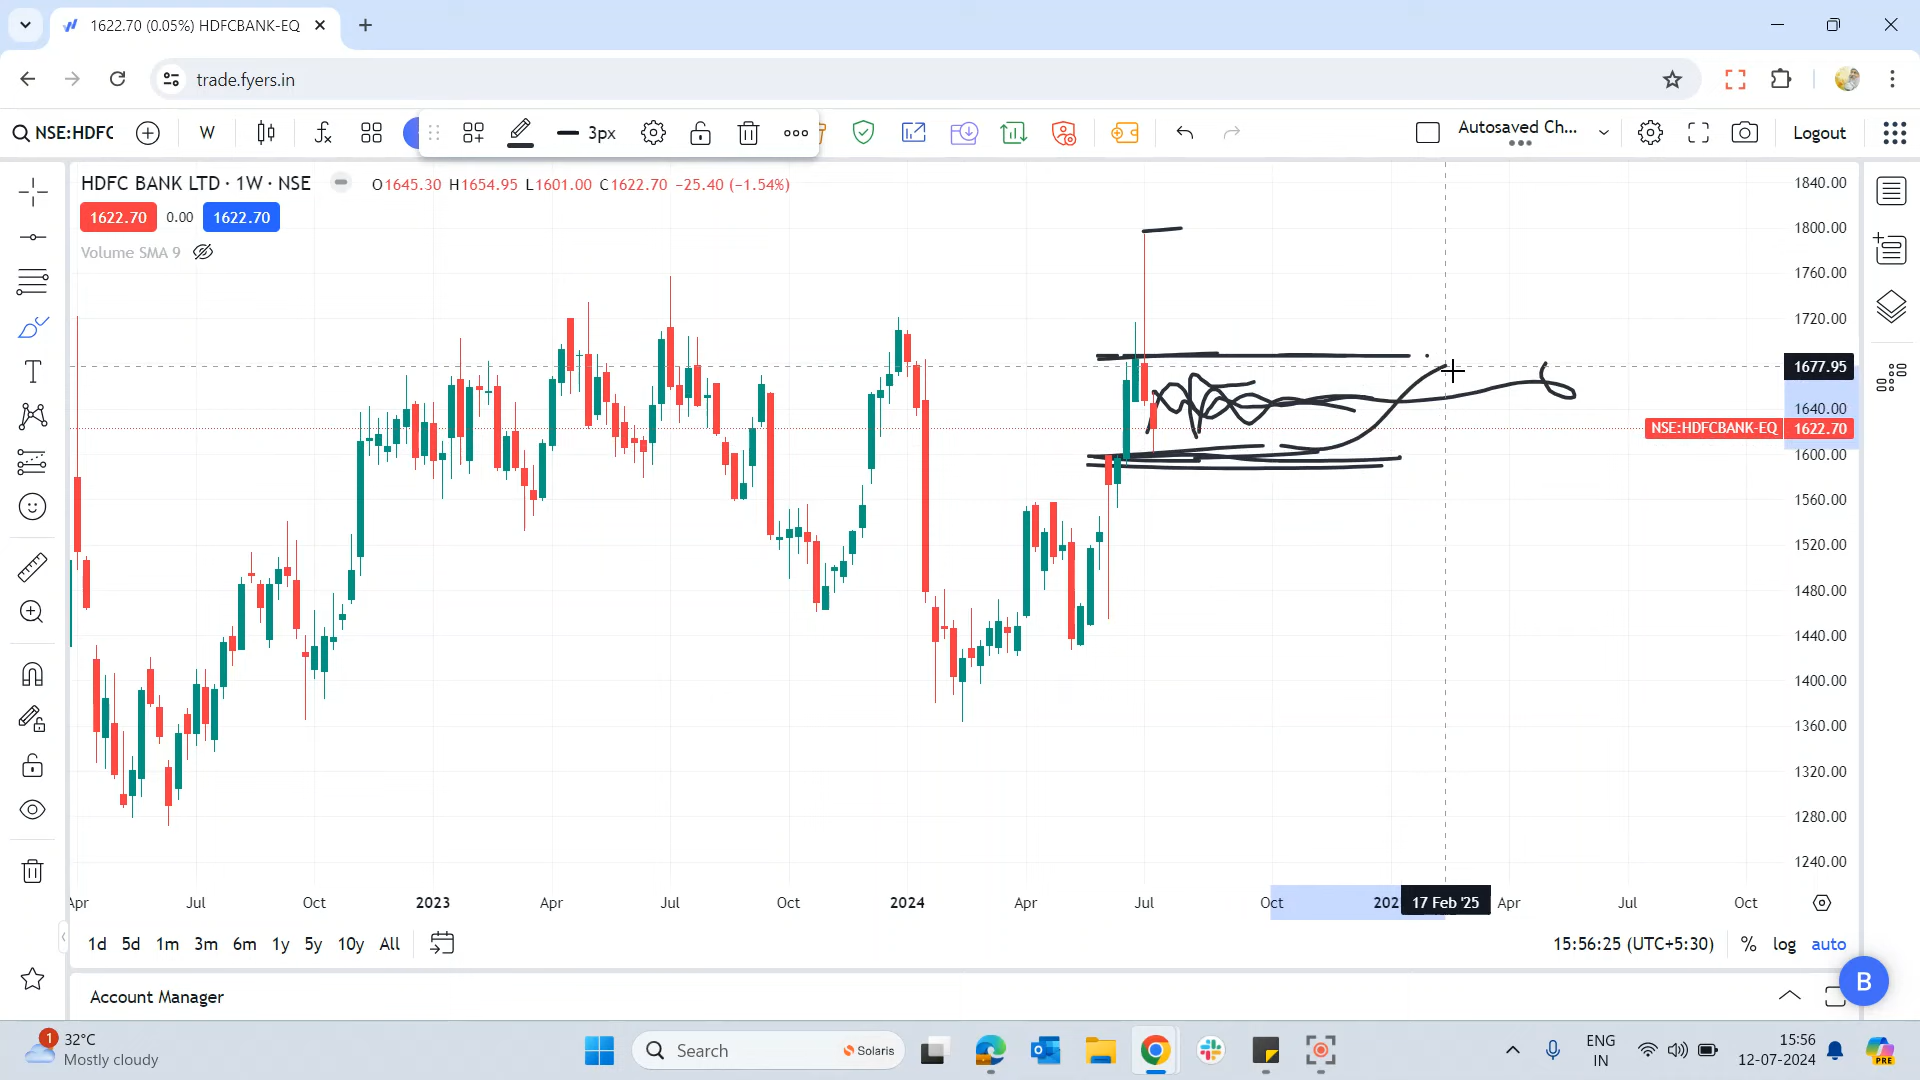 1622.70 (0.05%) HDFCBANK-EQ
trade.fyers.in
NSE:HDFC
W
3px
Autosaved Ch...
Logout
HDFC BANK LTD · 1W · NSE
O1645.30 H1654.95 L1601.00 C1622.70 −25.40 (−1.54%)
1622.70 0.00 1622.70
Volume SMA 9
1840.00
1800.00
1760.00
1720.00
1677.95
1640.00
NSE:HDFCBANK-EQ 1622.70
1600.00
1560.00
1520.00
1480.00
1440.00
1400.00
1360.00
1320.00
1280.00
1240.00
Apr Jul Oct 2023 Apr Jul Oct 2024 Apr Jul Oct 202 17 Feb '25 Apr Jul Oct
1d 5d 1m 3m 6m 1y 5y 10y All
15:56:25 (UTC+5:30) % log auto
B
Account Manager
1 32°C
Mostly cloudy
Search
Solaris
ENG
IN
15:56
12-07-2024
PRE